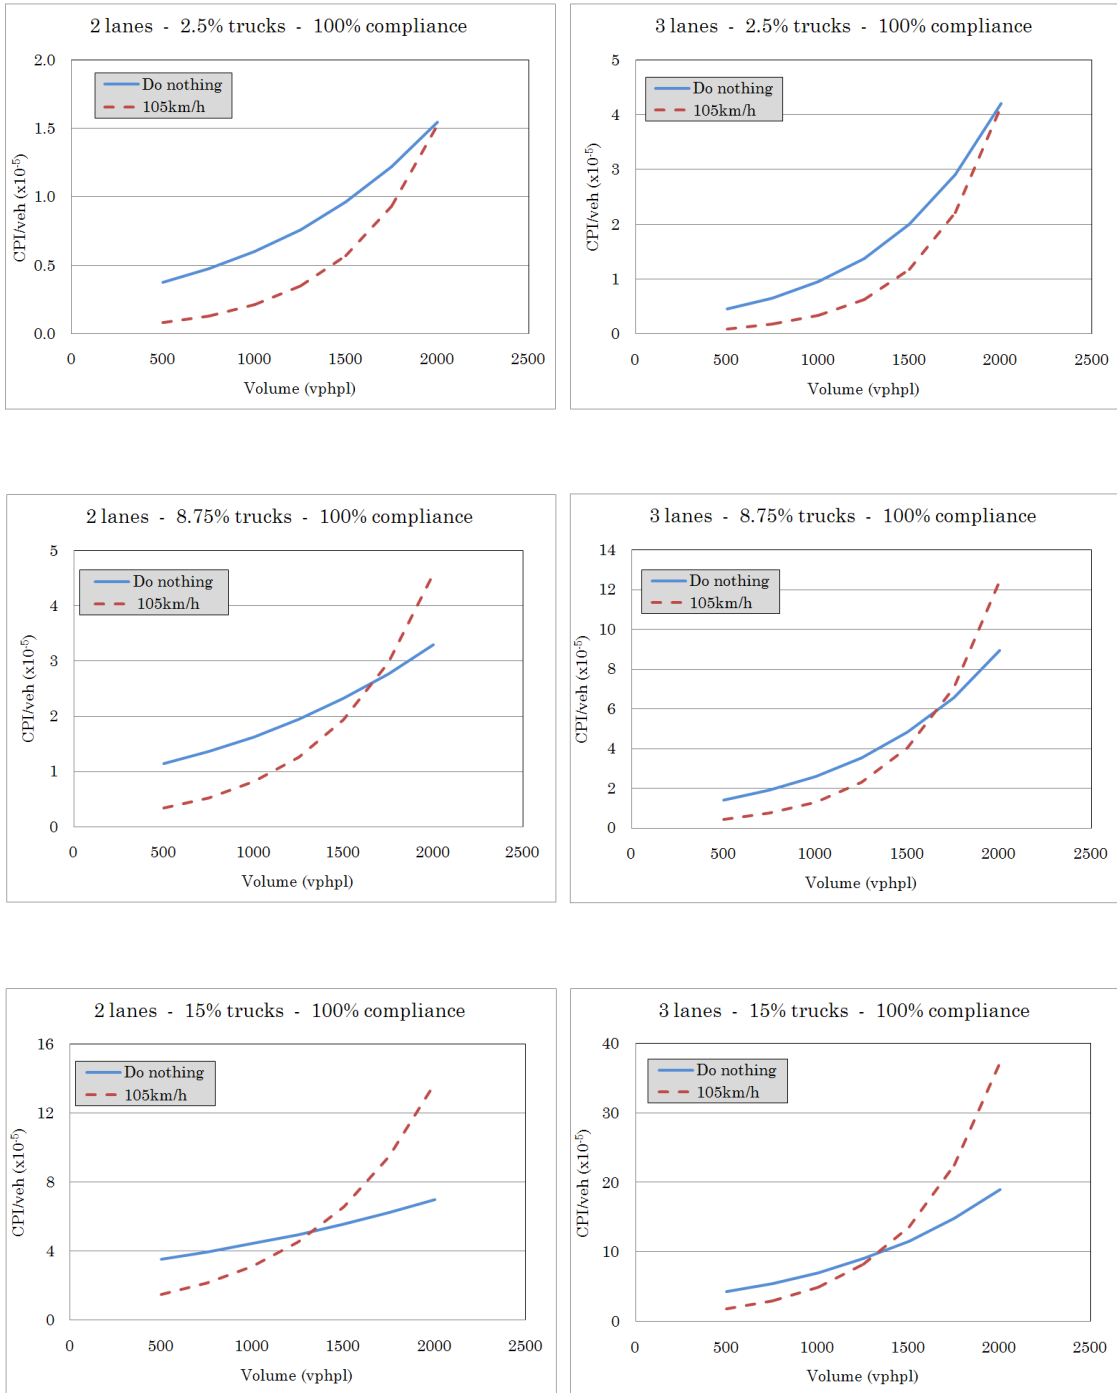 2 lanes - 2.5% trucks - 100% compliance
2.0
1.5
1.0
0.5
0.0
CPI/veh (x10⁻⁵)
Do nothing
105km/h
0 500 1000 1500 2000 2500
Volume (vphpl)
3 lanes - 2.5% trucks - 100% compliance
5
4
3
2
1
0
CPI/veh (x10⁻⁵)
Do nothing
105km/h
0 500 1000 1500 2000 2500
Volume (vphpl)
2 lanes - 8.75% trucks - 100% compliance
5
4
3
2
1
0
CPI/veh (x10⁻⁵)
Do nothing
105km/h
0 500 1000 1500 2000 2500
Volume (vphpl)
3 lanes - 8.75% trucks - 100% compliance
14
12
10
8
6
4
2
0
CPI/veh (x10⁻⁵)
Do nothing
105km/h
0 500 1000 1500 2000 2500
Volume (vphpl)
2 lanes - 15% trucks - 100% compliance
16
12
8
4
0
CPI/veh (x10⁻⁵)
Do nothing
105km/h
0 500 1000 1500 2000 2500
Volume (vphpl)
3 lanes - 15% trucks - 100% compliance
40
30
20
10
0
CPI/veh (x10⁻⁵)
Do nothing
105km/h
0 500 1000 1500 2000 2500
Volume (vphpl)